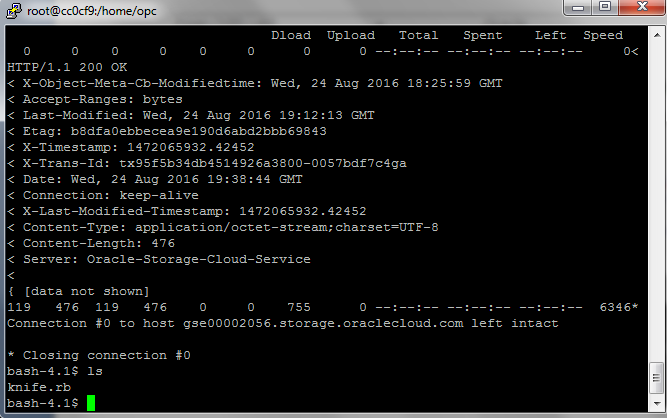 root@cc0cf9:/home/opc
Dload  Upload   Total   Spent    Left  Speed
  0     0    0     0    0     0      0      0 --:--:-- --:--:-- --:--:--     0<
HTTP/1.1 200 OK
< X-Object-Meta-Cb-Modifiedtime: Wed, 24 Aug 2016 18:25:59 GMT
< Accept-Ranges: bytes
< Last-Modified: Wed, 24 Aug 2016 19:12:13 GMT
< Etag: b8dfa0ebbecea9e190d6abd2bbb69843
< X-Timestamp: 1472065932.42452
< X-Trans-Id: tx95f5b34db4514926a3800-0057bdf7c4ga
< Date: Wed, 24 Aug 2016 19:38:44 GMT
< Connection: keep-alive
< X-Last-Modified-Timestamp: 1472065932.42452
< Content-Type: application/octet-stream;charset=UTF-8
< Content-Length: 476
< Server: Oracle-Storage-Cloud-Service
<
{ [data not shown]
119   476  119   476    0     0    755      0 --:--:-- --:--:-- --:--:--  6346*
Connection #0 to host gse00002056.storage.oraclecloud.com left intact
* Closing connection #0
bash-4.1$ ls
knife.rb
bash-4.1$